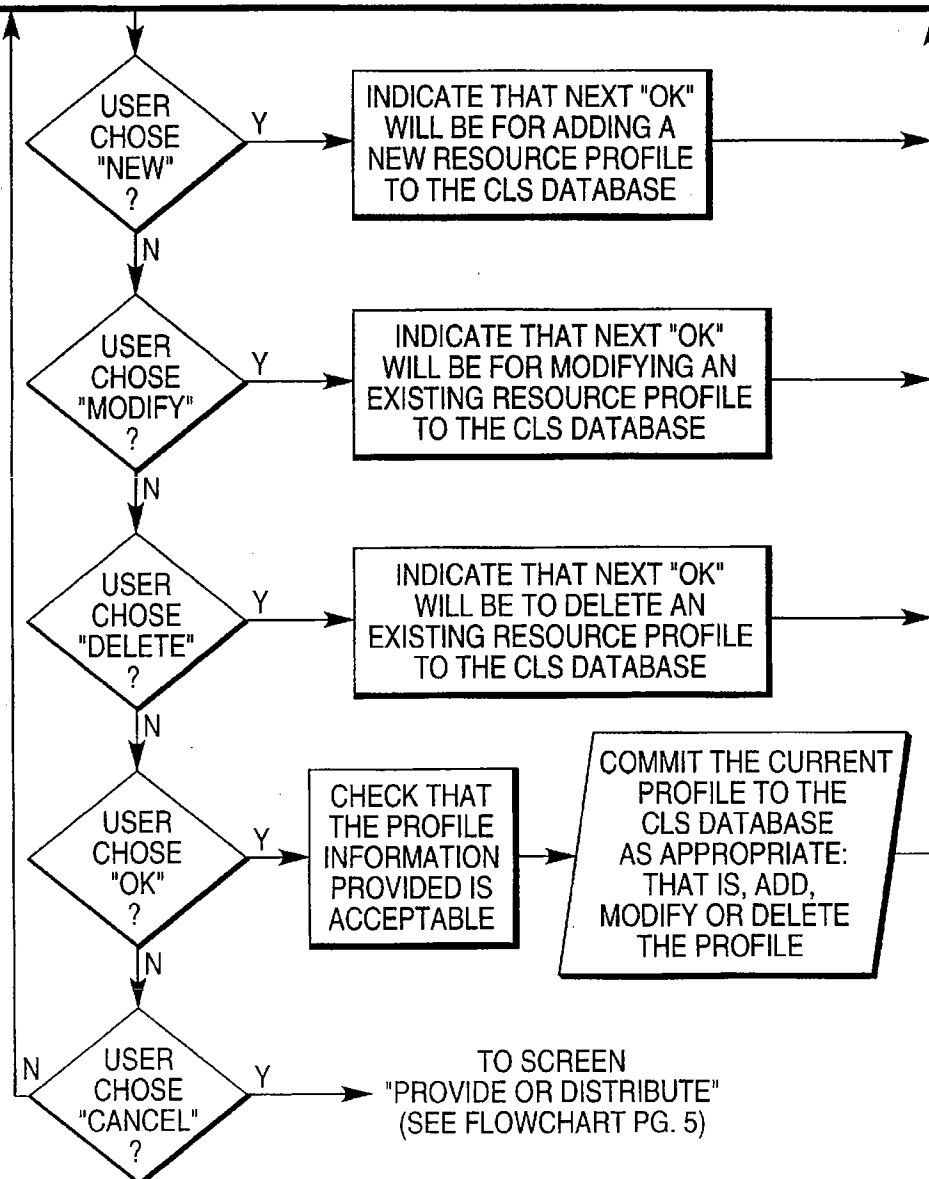 USER
CHOSE
"NEW"
?
Y
INDICATE THAT NEXT "OK"
WILL BE FOR ADDING A
NEW RESOURCE PROFILE
TO THE CLS DATABASE
N
USER
CHOSE
"MODIFY"
?
Y
INDICATE THAT NEXT "OK"
WILL BE FOR MODIFYING AN
EXISTING RESOURCE PROFILE
TO THE CLS DATABASE
N
USER
CHOSE
"DELETE"
?
Y
INDICATE THAT NEXT "OK"
WILL BE TO DELETE AN
EXISTING RESOURCE PROFILE
TO THE CLS DATABASE
N
USER
CHOSE
"OK"
?
Y
CHECK THAT
THE PROFILE
INFORMATION
PROVIDED IS
ACCEPTABLE
COMMIT THE CURRENT
PROFILE TO THE
CLS DATABASE
AS APPROPRIATE:
THAT IS, ADD,
MODIFY OR DELETE
THE PROFILE
N
N
USER
CHOSE
"CANCEL"
?
Y
TO SCREEN
"PROVIDE OR DISTRIBUTE"
(SEE FLOWCHART PG. 5)